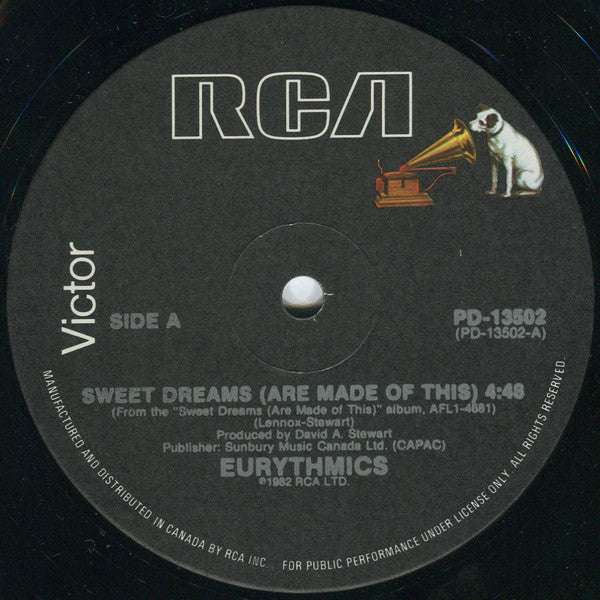 RCA
Victor
SIDE A
PD-13502
(PD-13502-A)
SWEET DREAMS (ARE MADE OF THIS) 4:48
(From the "Sweet Dreams (Are Made of This)" album, AFL1-4681)
(Lennox-Stewart)
Produced by David A. Stewart
Publisher: Sunbury Music Canada Ltd. (CAPAC)
EURYTHMICS
℗1982 RCA LTD.
MANUFACTURED AND DISTRIBUTED IN CANADA BY RCA INC. FOR PUBLIC PERFORMANCE UNDER LICENSE ONLY. ALL RIGHTS RESERVED.